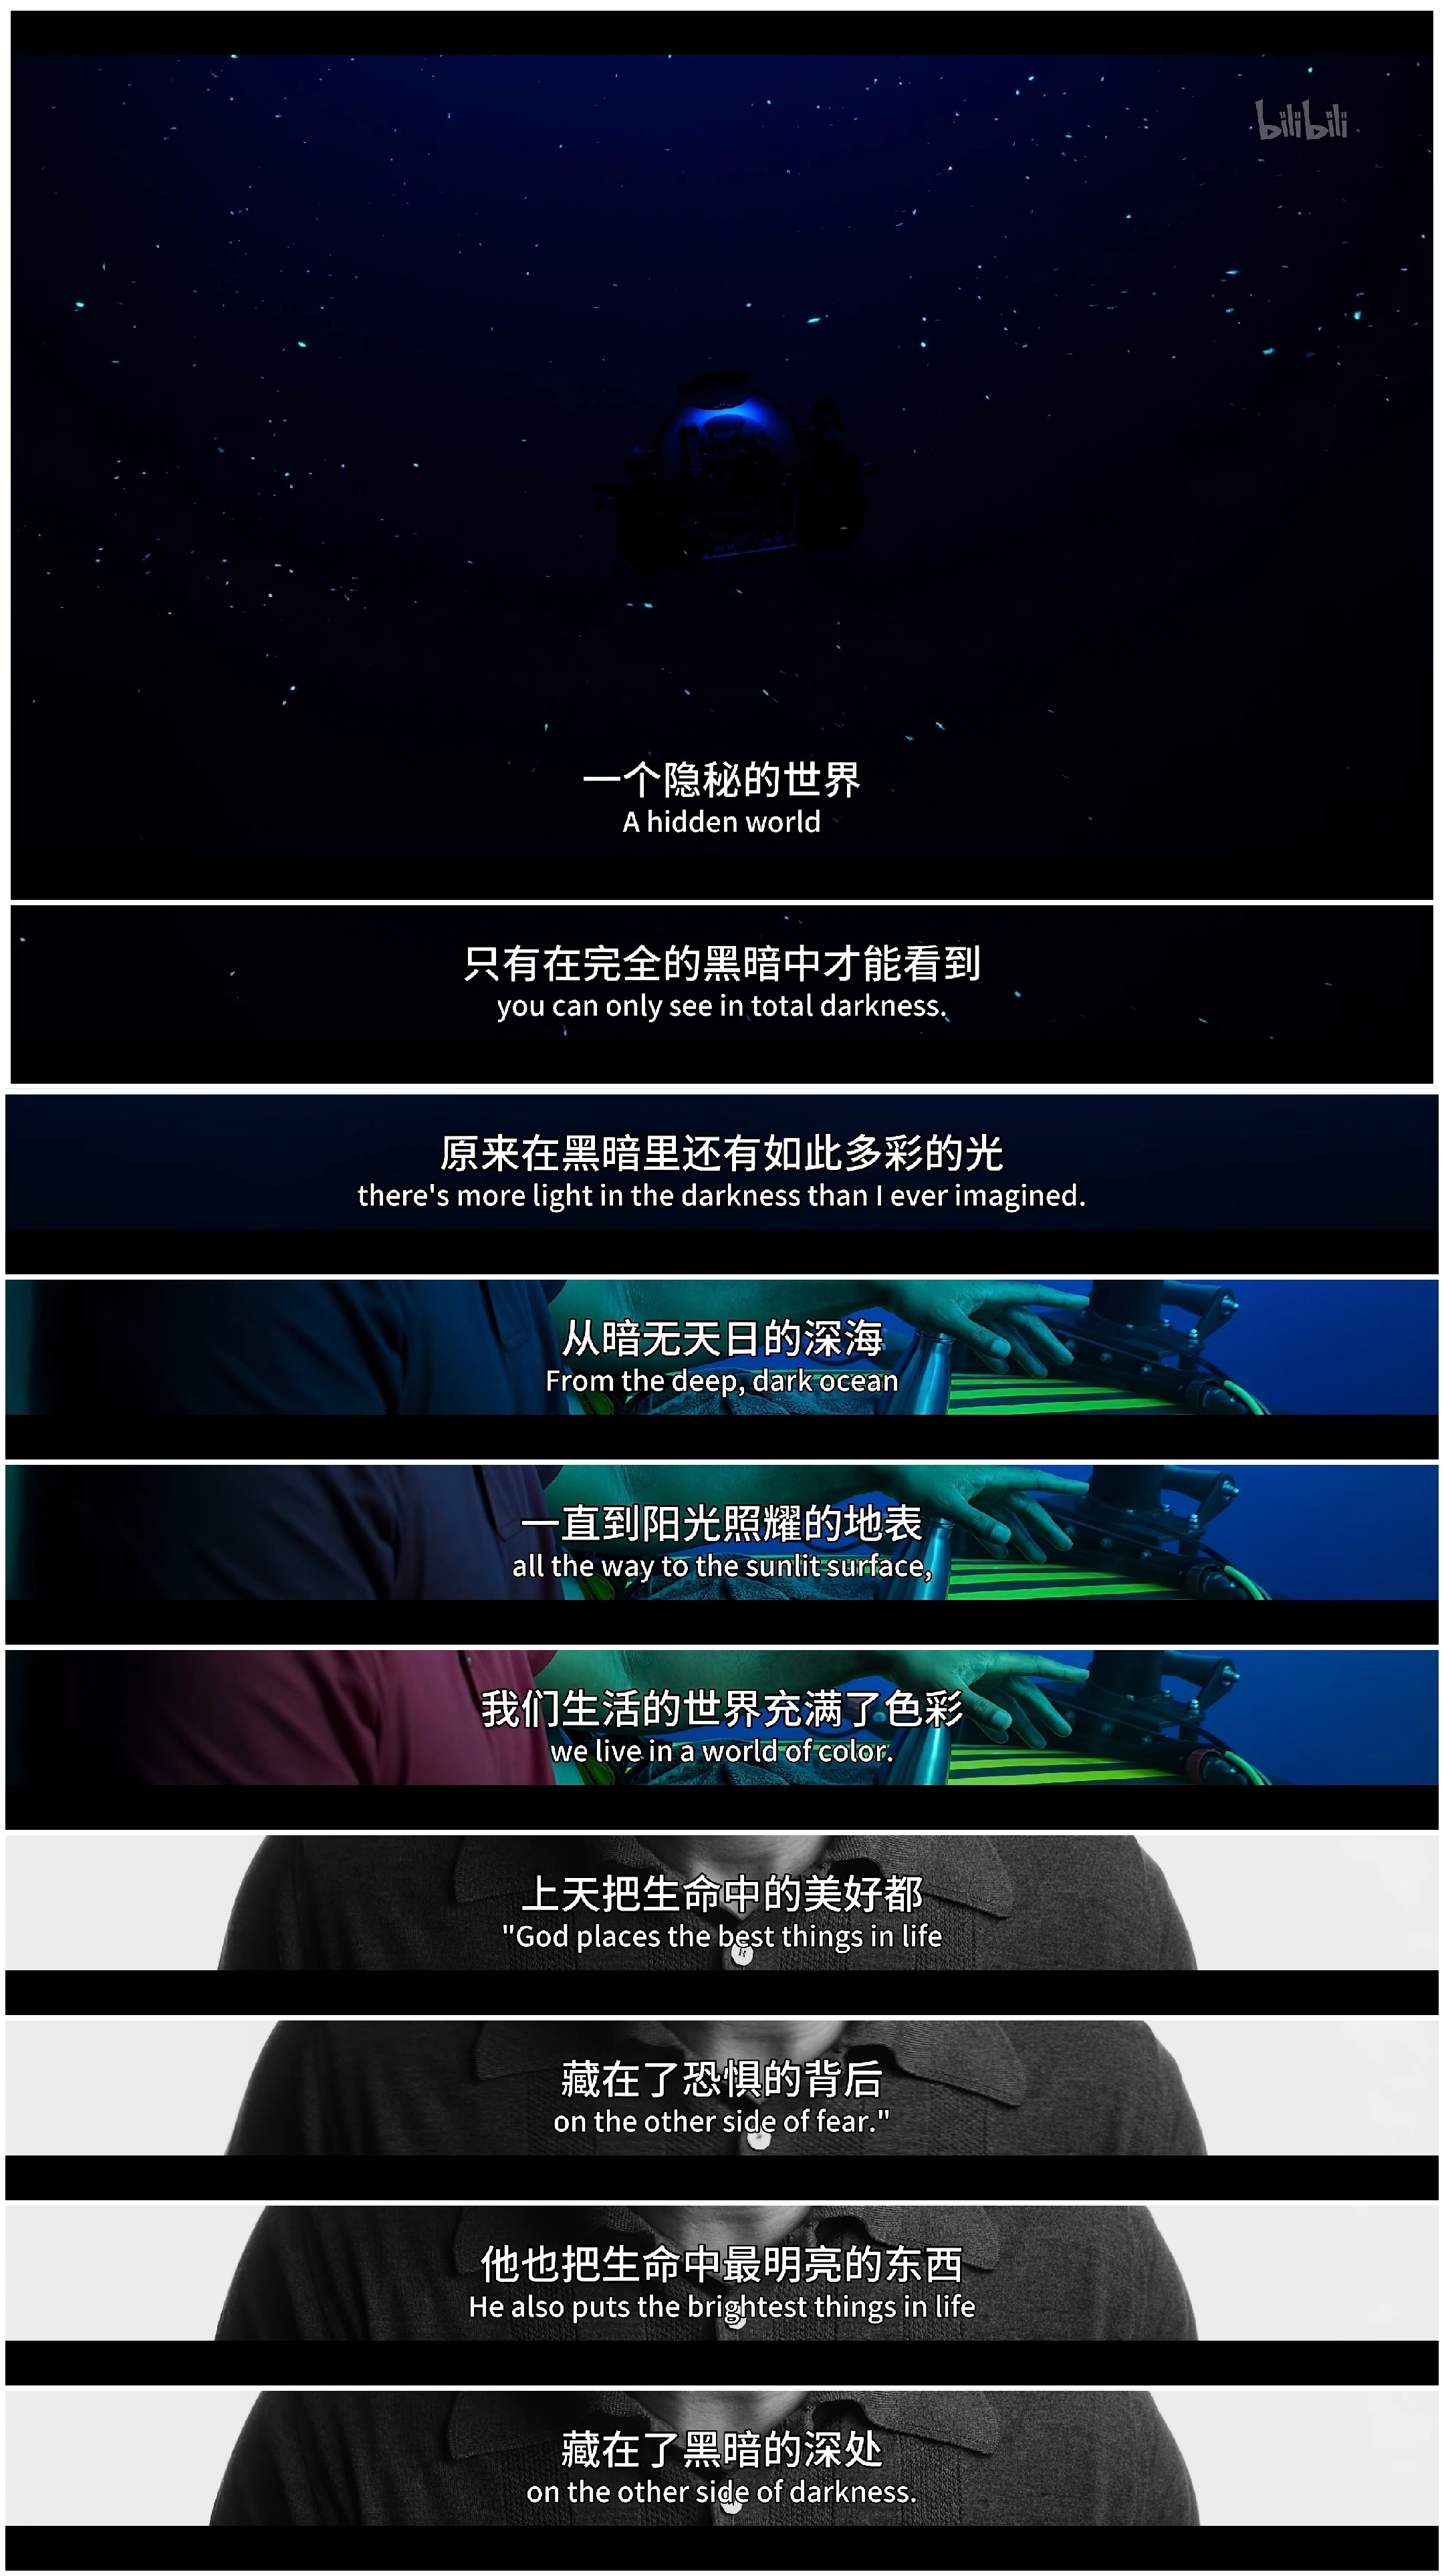 bilibili
一个隐秘的世界
A hidden world
只有在完全的黑暗中才能看到
you can only see in total darkness.
原来在黑暗里还有如此多彩的光
there's more light in the darkness than I ever imagined.
从暗无天日的深海
From the deep, dark ocean
一直到阳光照耀的地表
all the way to the sunlit surface,
我们生活的世界充满了色彩
we live in a world of color.
上天把生命中的美好都
"God places the best things in life
藏在了恐惧的背后
on the other side of fear."
他也把生命中最明亮的东西
He also puts the brightest things in life
藏在了黑暗的深处
on the other side of darkness.